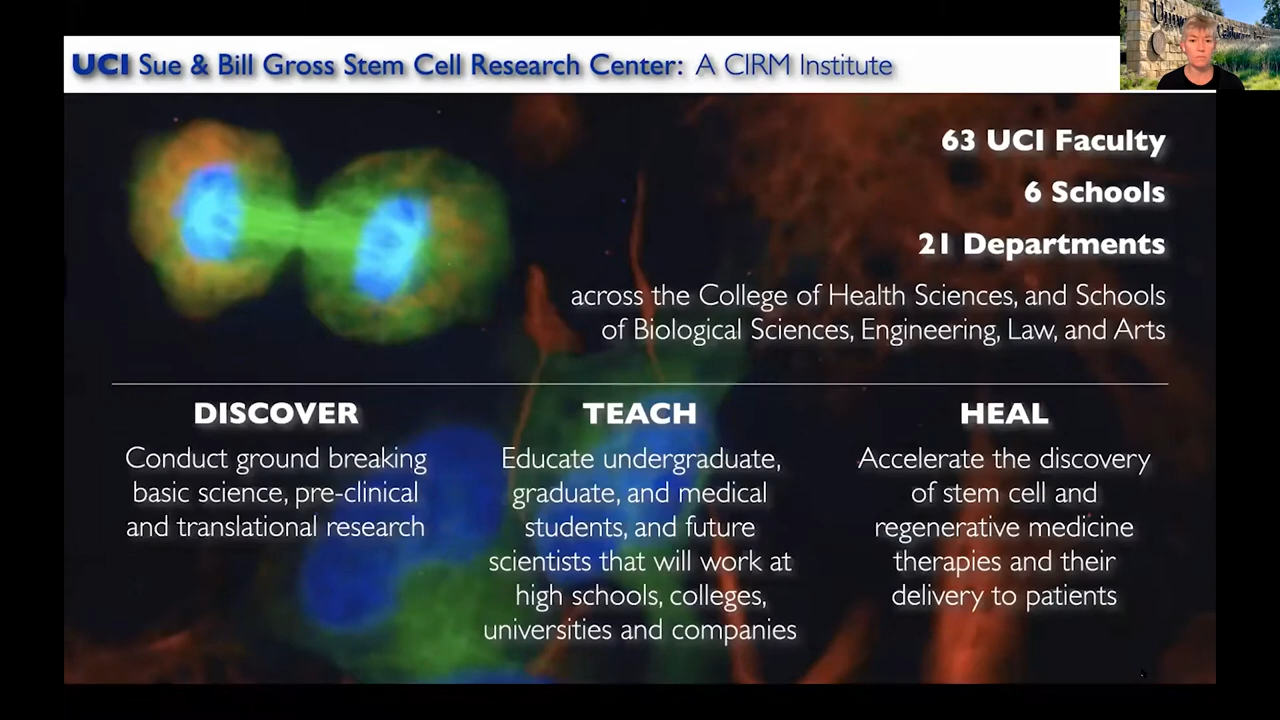 UCI Sue & Bill Gross Stem Cell Research Center: A CIRM Institute
63 UCI Faculty
6 Schools
21 Departments
across the College of Health Sciences, and Schools
of Biological Sciences, Engineering, Law, and Arts
DISCOVER
Conduct ground breaking
basic science, pre-clinical
and translational research
TEACH
Educate undergraduate,
graduate, and medical
students, and future
scientists that will work at
high schools, colleges,
universities and companies
HEAL
Accelerate the discovery
of stem cell and
regenerative medicine
therapies and their
delivery to patients